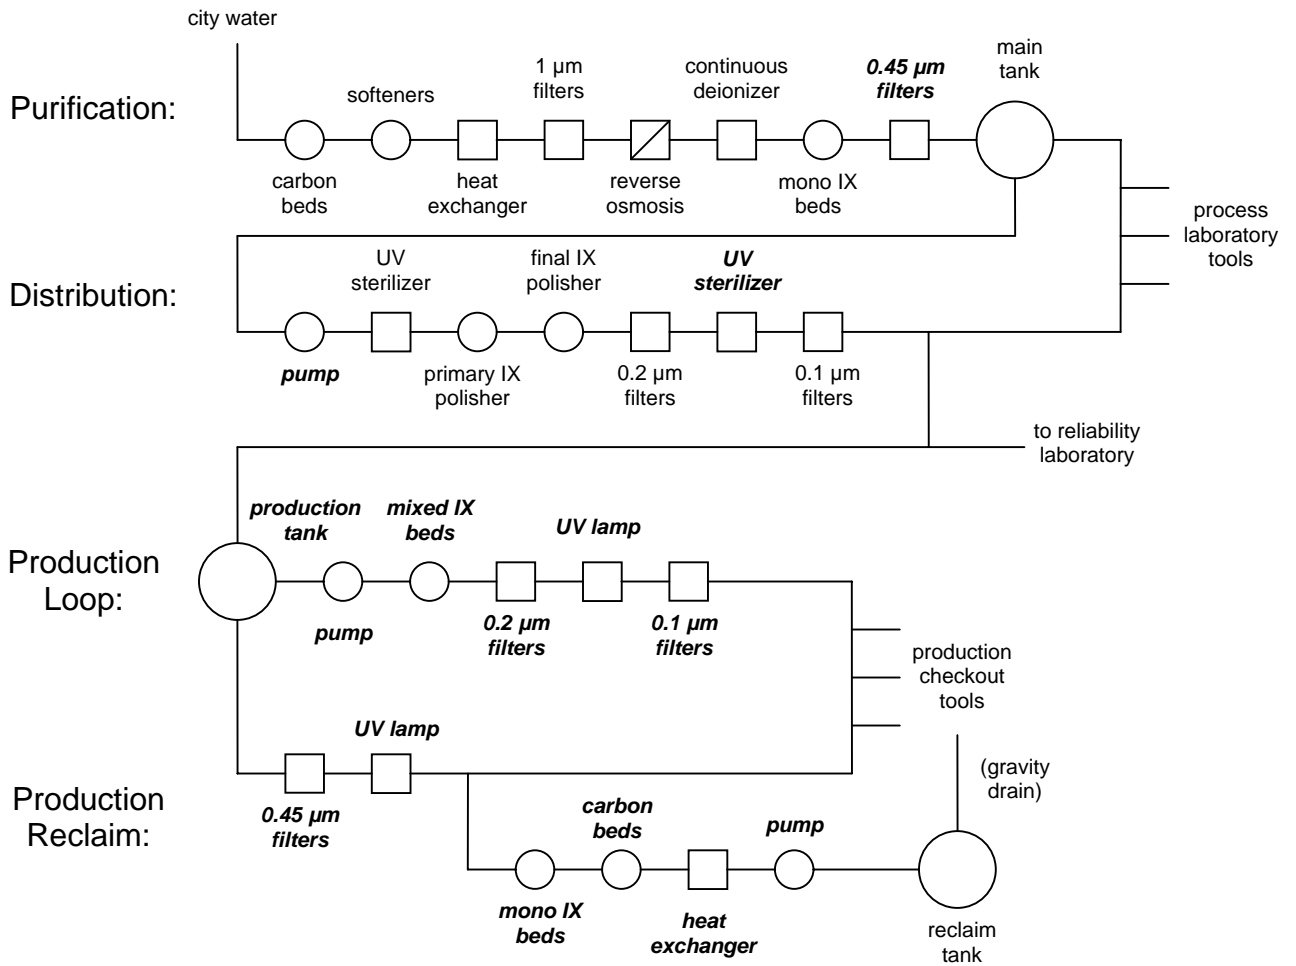 city water
Purification:
softeners
1 µm
filters
continuous
deionizer
0.45 µm
filters
main
tank
carbon
beds
heat
exchanger
reverse
osmosis
mono IX
beds
process
laboratory
tools
Distribution:
UV
sterilizer
final IX
polisher
UV
sterilizer
pump
primary IX
polisher
0.2 µm
filters
0.1 µm
filters
to reliability
laboratory
Production
Loop:
production
tank
mixed IX
beds
UV lamp
pump
0.2 µm
filters
0.1 µm
filters
production
checkout
tools
UV lamp
(gravity
drain)
Production
Reclaim:
0.45 µm
filters
carbon
beds
pump
mono IX
beds
heat
exchanger
reclaim
tank